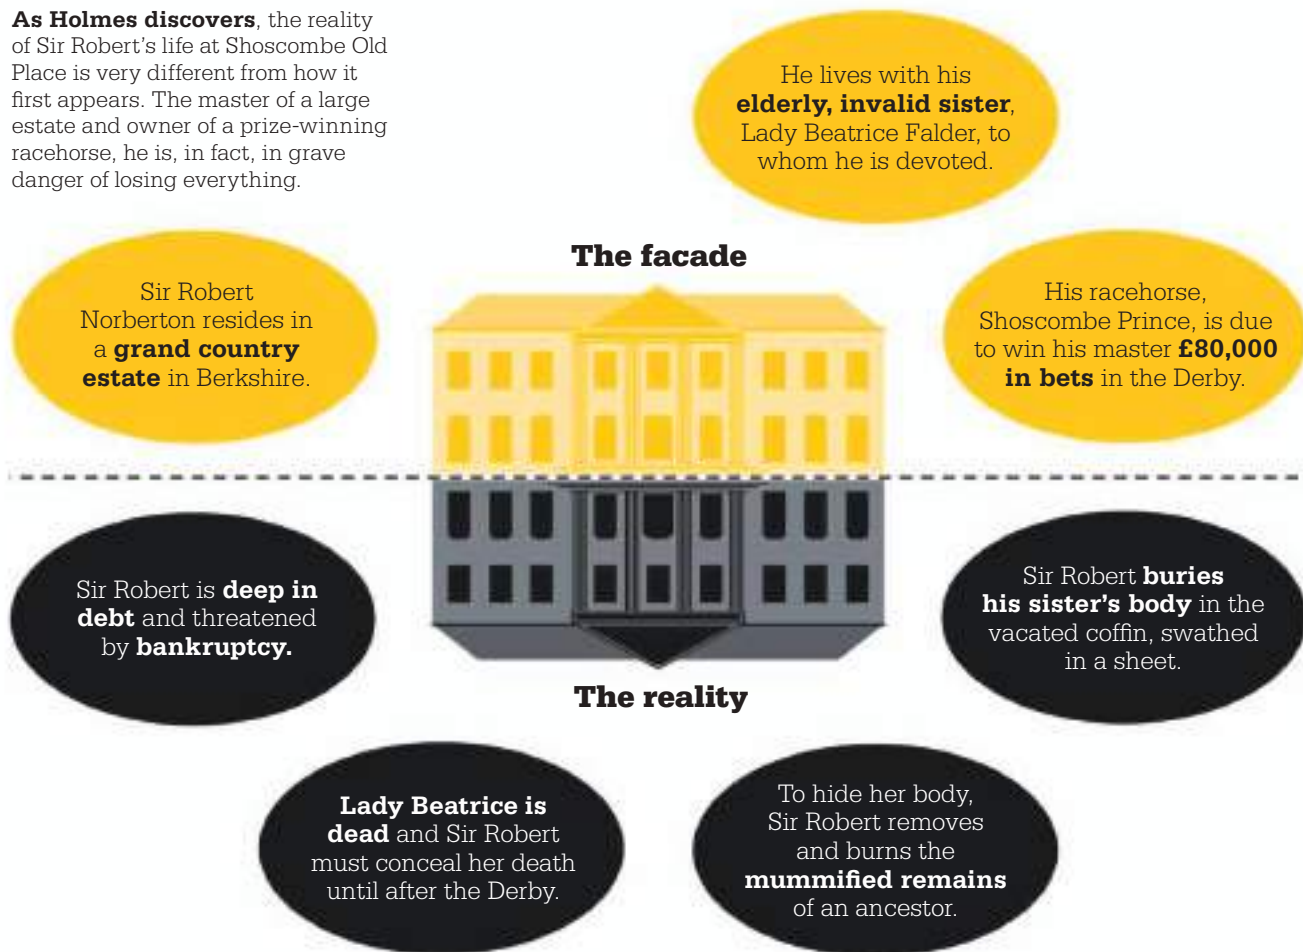 As Holmes discovers, the reality
of Sir Robert's life at Shoscombe Old
Place is very different from how it
first appears. The master of a large
estate and owner of a prize-winning
racehorse, he is, in fact, in grave
danger of losing everything.
He lives with his
elderly, invalid sister,
Lady Beatrice Falder, to
whom he is devoted.
The facade
Sir Robert
Norberton resides in
a grand country
estate in Berkshire.
His racehorse,
Shoscombe Prince, is due
to win his master £80,000
in bets in the Derby.
Sir Robert is deep in
debt and threatened
by bankruptcy.
Sir Robert buries
his sister's body in the
vacated coffin, swathed
in a sheet.
The reality
Lady Beatrice is
dead and Sir Robert
must conceal her death
until after the Derby.
To hide her body,
Sir Robert removes
and burns the
mummified remains
of an ancestor.